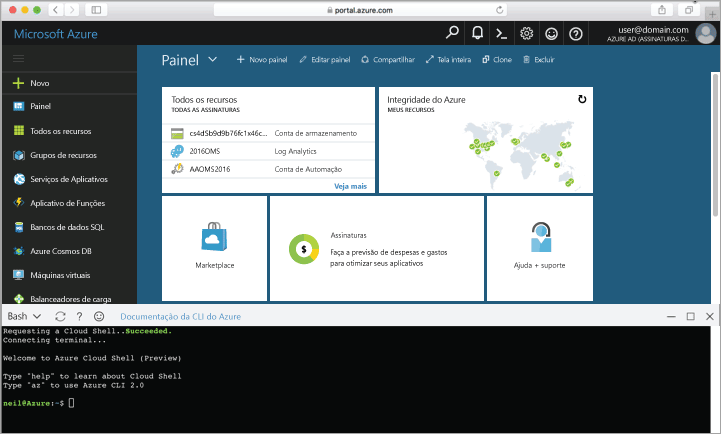 portal.azure.com
Microsoft Azure
user@domain.com
AZURE AD (ASSINATURAS D..
Painel
Novo painel
Editar painel
Compartilhar
Tela inteira
Clone
Excluir
Novo
Painel
Todos os recursos
Grupos de recursos
Serviços de Aplicativos
Aplicativo de Funções
Bancos de dados SQL
Azure Cosmos DB
Máquinas virtuais
Balanceadores de carga
Todos os recursos
TODAS AS ASSINATURAS
cs4d5b9d9b76fc1x46c... Conta de armazenamento
2016OMS Log Analytics
AAOMS2016 Conta de Automação
Veja mais
Integridade do Azure
MEUS RECURSOS
Marketplace
Assinaturas
Faça a previsão de despesas e gastos
para otimizar seus aplicativos
Ajuda + suporte
Bash
Documentação da CLI do Azure
Requesting a Cloud Shell..Succeeded.
Connecting terminal...
Welcome to Azure Cloud Shell (Preview)
Type "help" to learn about Cloud Shell
Type "az" to use Azure CLI 2.0
neil@Azure:~$